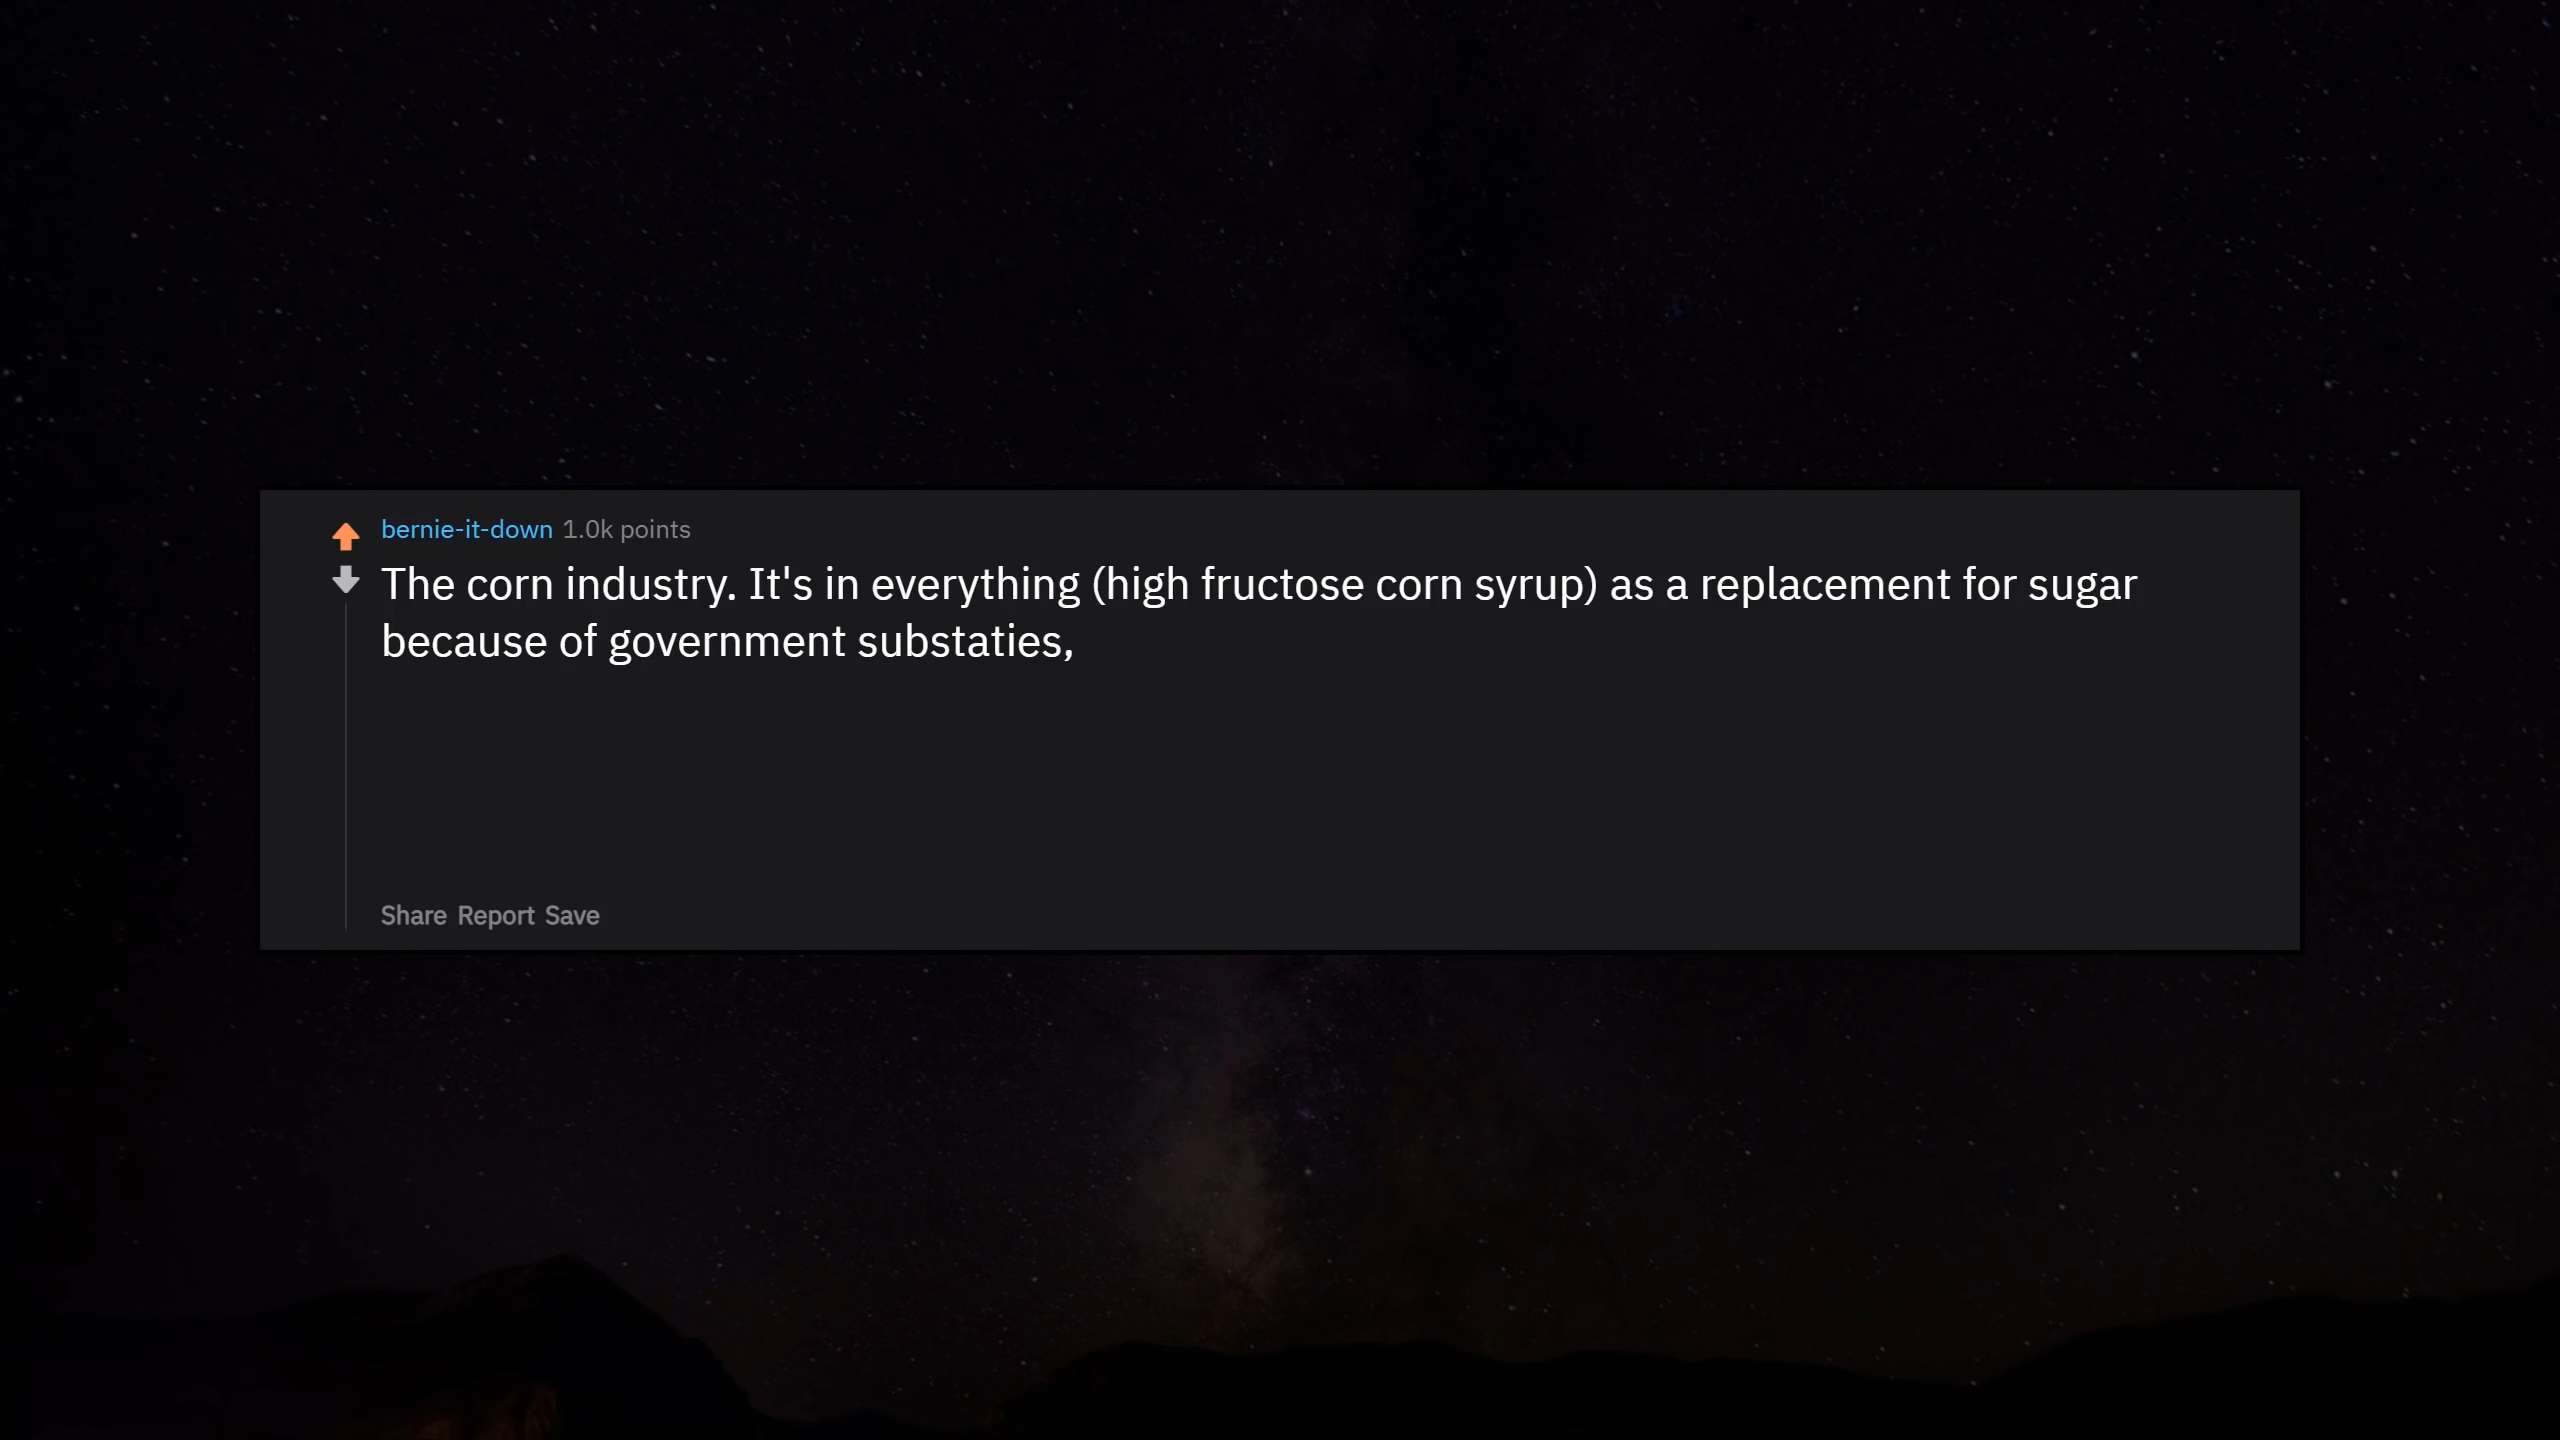 bernie-it-down 1.0k points
The corn industry. It's in everything (high fructose corn syrup) as a replacement for sugar
because of government substaties,
Share Report Save